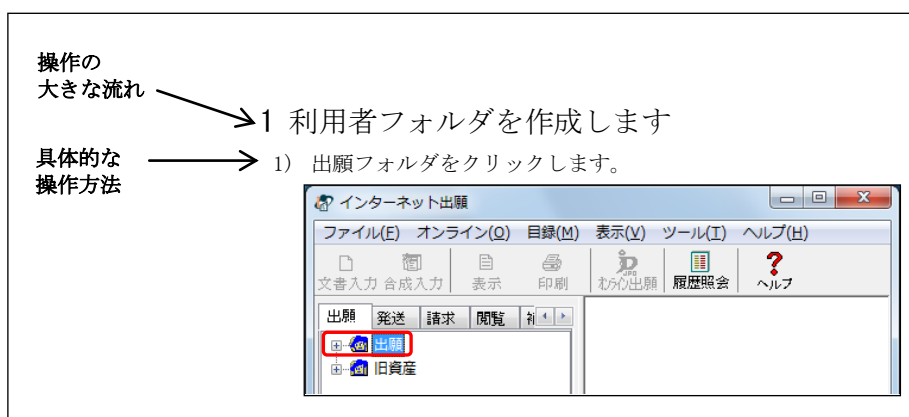 操作の
大きな流れ
1 利用者フォルダを作成します
具体的な
操作方法
1) 出願フォルダをクリックします。
インターネット出願
ファイル(F) オンライン(O) 目録(M) 表示(V) ツール(T) ヘルプ(H)
文書入力 合成入力 表示 印刷 ｵﾝﾗｲﾝ出願 履歴照会 ヘルプ
出願 発送 請求 閲覧
出願
旧資産